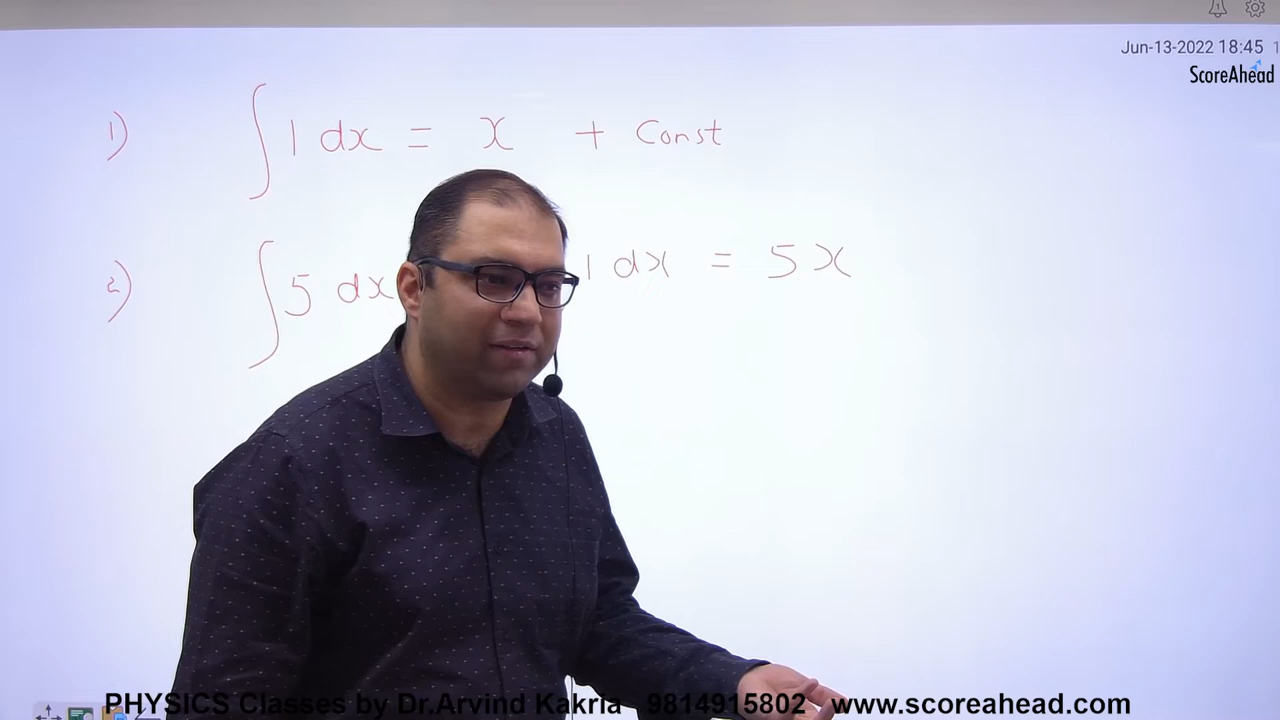 Jun-13-2022 18:45
ScoreAhead
1) ∫ 1 dx = x + Const
2) ∫ 5 dx 1 dx = 5x
PHYSICS Classes by Dr.Arvind Kakria 9814915802 www.scoreahead.com